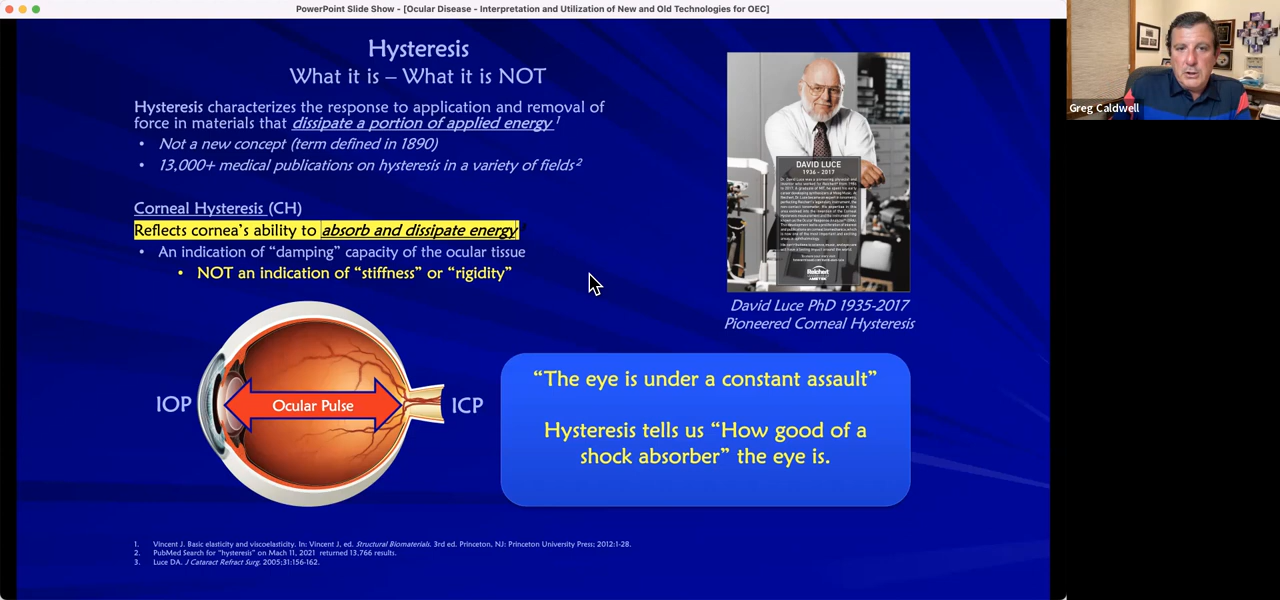 PowerPoint Slide Show - [Ocular Disease - Interpretation and Utilization of New and Old Technologies for OEC]
Greg Caldwell
Hysteresis
What it is – What it is NOT
Hysteresis characterizes the response to application and removal of
force in materials that dissipate a portion of applied energy 1
• Not a new concept (term defined in 1890)
• 13,000+ medical publications on hysteresis in a variety of fields2
Corneal Hysteresis (CH)
Reflects cornea's ability to absorb and dissipate energy
• An indication of "damping" capacity of the ocular tissue
• NOT an indication of "stiffness" or "rigidity"
DAVID LUCE
1936 - 2017
Reichert
AMETEK
David Luce PhD 1935-2017
Pioneered Corneal Hysteresis
IOP
Ocular Pulse
ICP
"The eye is under a constant assault"
Hysteresis tells us "How good of a
shock absorber" the eye is.
1. Vincent J. Basic elasticity and viscoelasticity. In: Vincent J, ed. Structural Biomaterials. 3rd ed. Princeton, NJ: Princeton University Press; 2012:1-28.
2. PubMed Search for "hysteresis" on Mach 11, 2021 returned 13,766 results.
3. Luce DA. J Cataract Refract Surg. 2005;31:156-162.